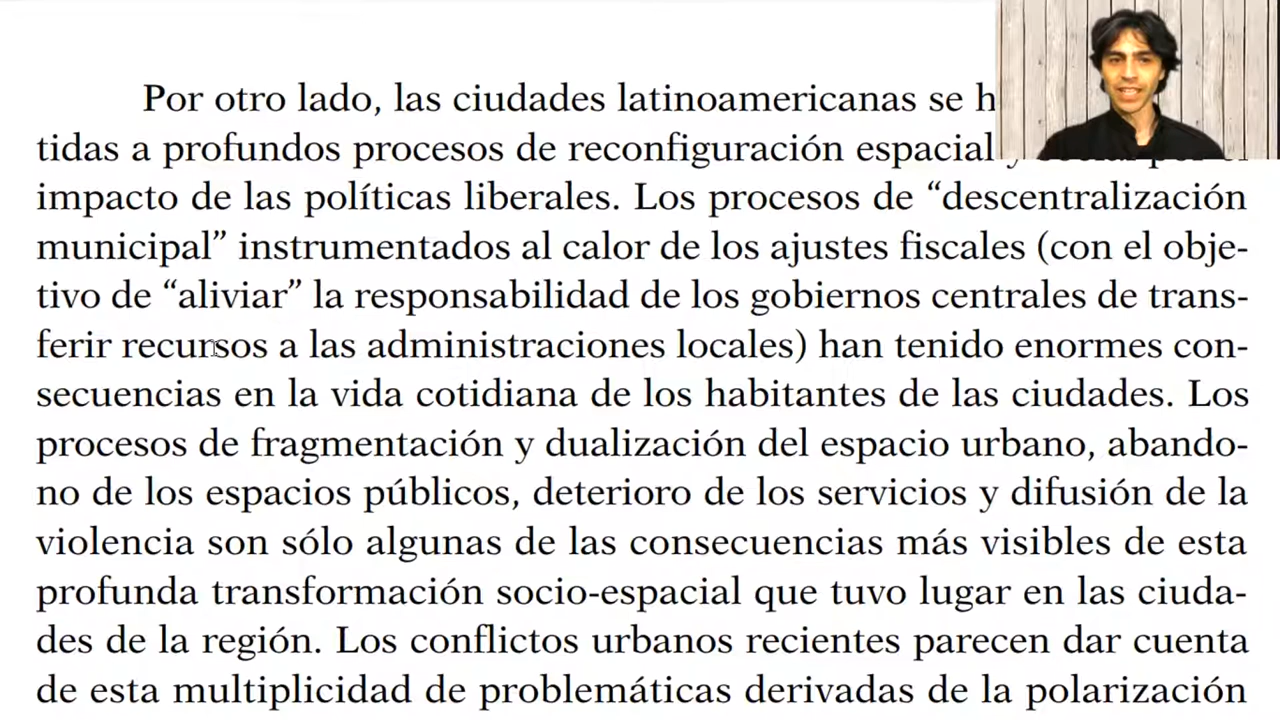 Por otro lado, las ciudades latinoamericanas se
tidas a profundos procesos de reconfiguración espacial
impacto de las políticas liberales. Los procesos de “descentralización
municipal” instrumentados al calor de los ajustes fiscales (con el obje-
tivo de “aliviar” la responsabilidad de los gobiernos centrales de trans-
ferir recursos a las administraciones locales) han tenido enormes con-
secuencias en la vida cotidiana de los habitantes de las ciudades. Los
procesos de fragmentación y dualización del espacio urbano, abando-
no de los espacios públicos, deterioro de los servicios y difusión de la
violencia son sólo algunas de las consecuencias más visibles de esta
profunda transformación socio-espacial que tuvo lugar en las ciuda-
des de la región. Los conflictos urbanos recientes parecen dar cuenta
de esta multiplicidad de problemáticas derivadas de la polarización